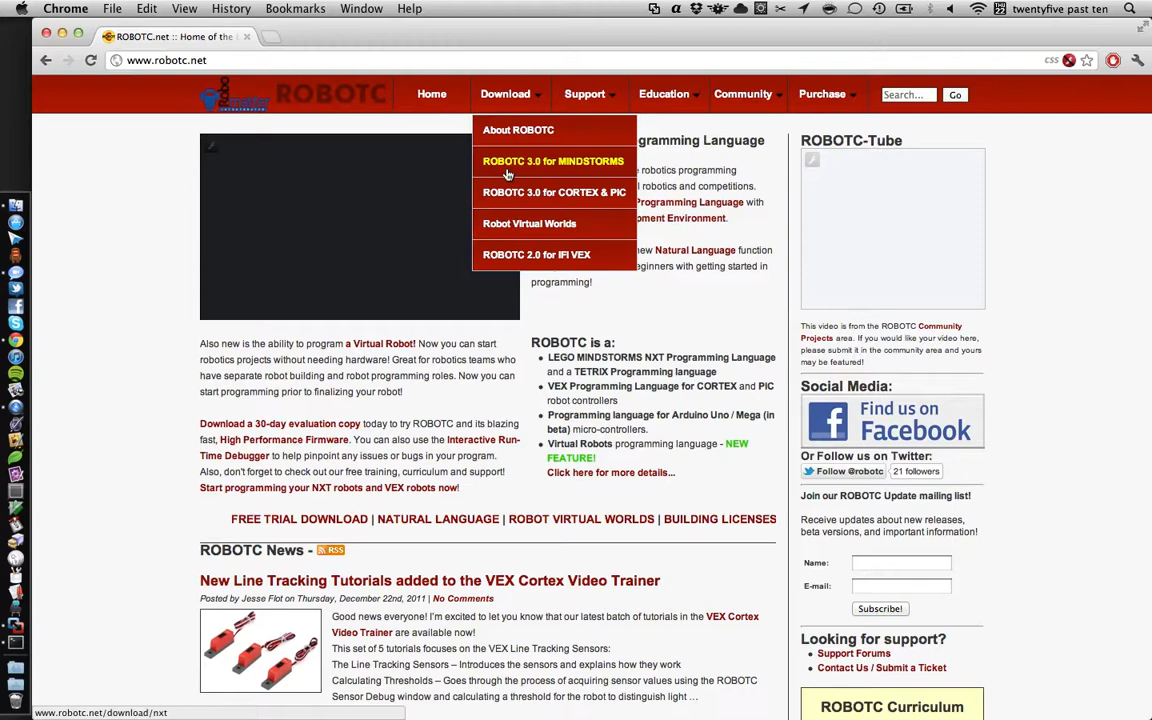 Chrome File Edit View History Bookmarks Window Help
twentyfive past ten
ROBOTC.net :: Home of the
www.robotc.net
CSS
ROBOTC
Home Download Support Education Community Purchase
Search... Go
About ROBOTC
ROBOTC 3.0 for MINDSTORMS
ROBOTC 3.0 for CORTEX & PIC
Robot Virtual Worlds
ROBOTC 2.0 for IFI VEX
gramming Language
robotics programming
l robotics and competitions.
Programming Language with
oment Environment.
new Natural Language function
eginners with getting started in
programming!
Also new is the ability to program a Virtual Robot! Now you can start
robotics projects without needing hardware! Great for robotics teams who
have separate robot building and robot programming roles. Now you can
start programming prior to finalizing your robot!
Download a 30-day evaluation copy today to try ROBOTC and its blazing
fast, High Performance Firmware. You can also use the Interactive Run-
Time Debugger to help pinpoint any issues or bugs in your program.
Also, don't forget to check out our free training, curriculum and support!
Start programming your NXT robots and VEX robots now!
ROBOTC is a:
LEGO MINDSTORMS NXT Programming Language
and a TETRIX Programming language
VEX Programming Language for CORTEX and PIC
robot controllers
Programming language for Arduino Uno / Mega (in
beta) micro-controllers.
Virtual Robots programming language - NEW
FEATURE!
Click here for more details...
FREE TRIAL DOWNLOAD | NATURAL LANGUAGE | ROBOT VIRTUAL WORLDS | BUILDING LICENSES
ROBOTC News - RSS
New Line Tracking Tutorials added to the VEX Cortex Video Trainer
Posted by Jesse Flot on Thursday, December 22nd, 2011 | No Comments
Good news everyone! I'm excited to let you know that our latest batch of tutorials in the VEX Cortex
Video Trainer are available now!
This set of 5 tutorials focuses on the VEX Line Tracking Sensors:
The Line Tracking Sensors – Introduces the sensors and explains how they work
Calculating Thresholds – Goes through the process of acquiring sensor values using the ROBOTC
Sensor Debug window and calculating a threshold for the robot to distinguish light ...
ROBOTC-Tube
This video is from the ROBOTC Community
Projects area. If you would like your video here,
please submit it in the community area and yours
may be featured!
Social Media:
Find us on
Facebook
Or Follow us on Twitter:
Follow @robotc 21 followers
Join our ROBOTC Update mailing list!
Receive updates about new releases,
beta versions, and important information!
Name:
E-mail:
Subscribe!
Looking for support?
Support Forums
Contact Us / Submit a Ticket
ROBOTC Curriculum
www.robotc.net/download/nxt